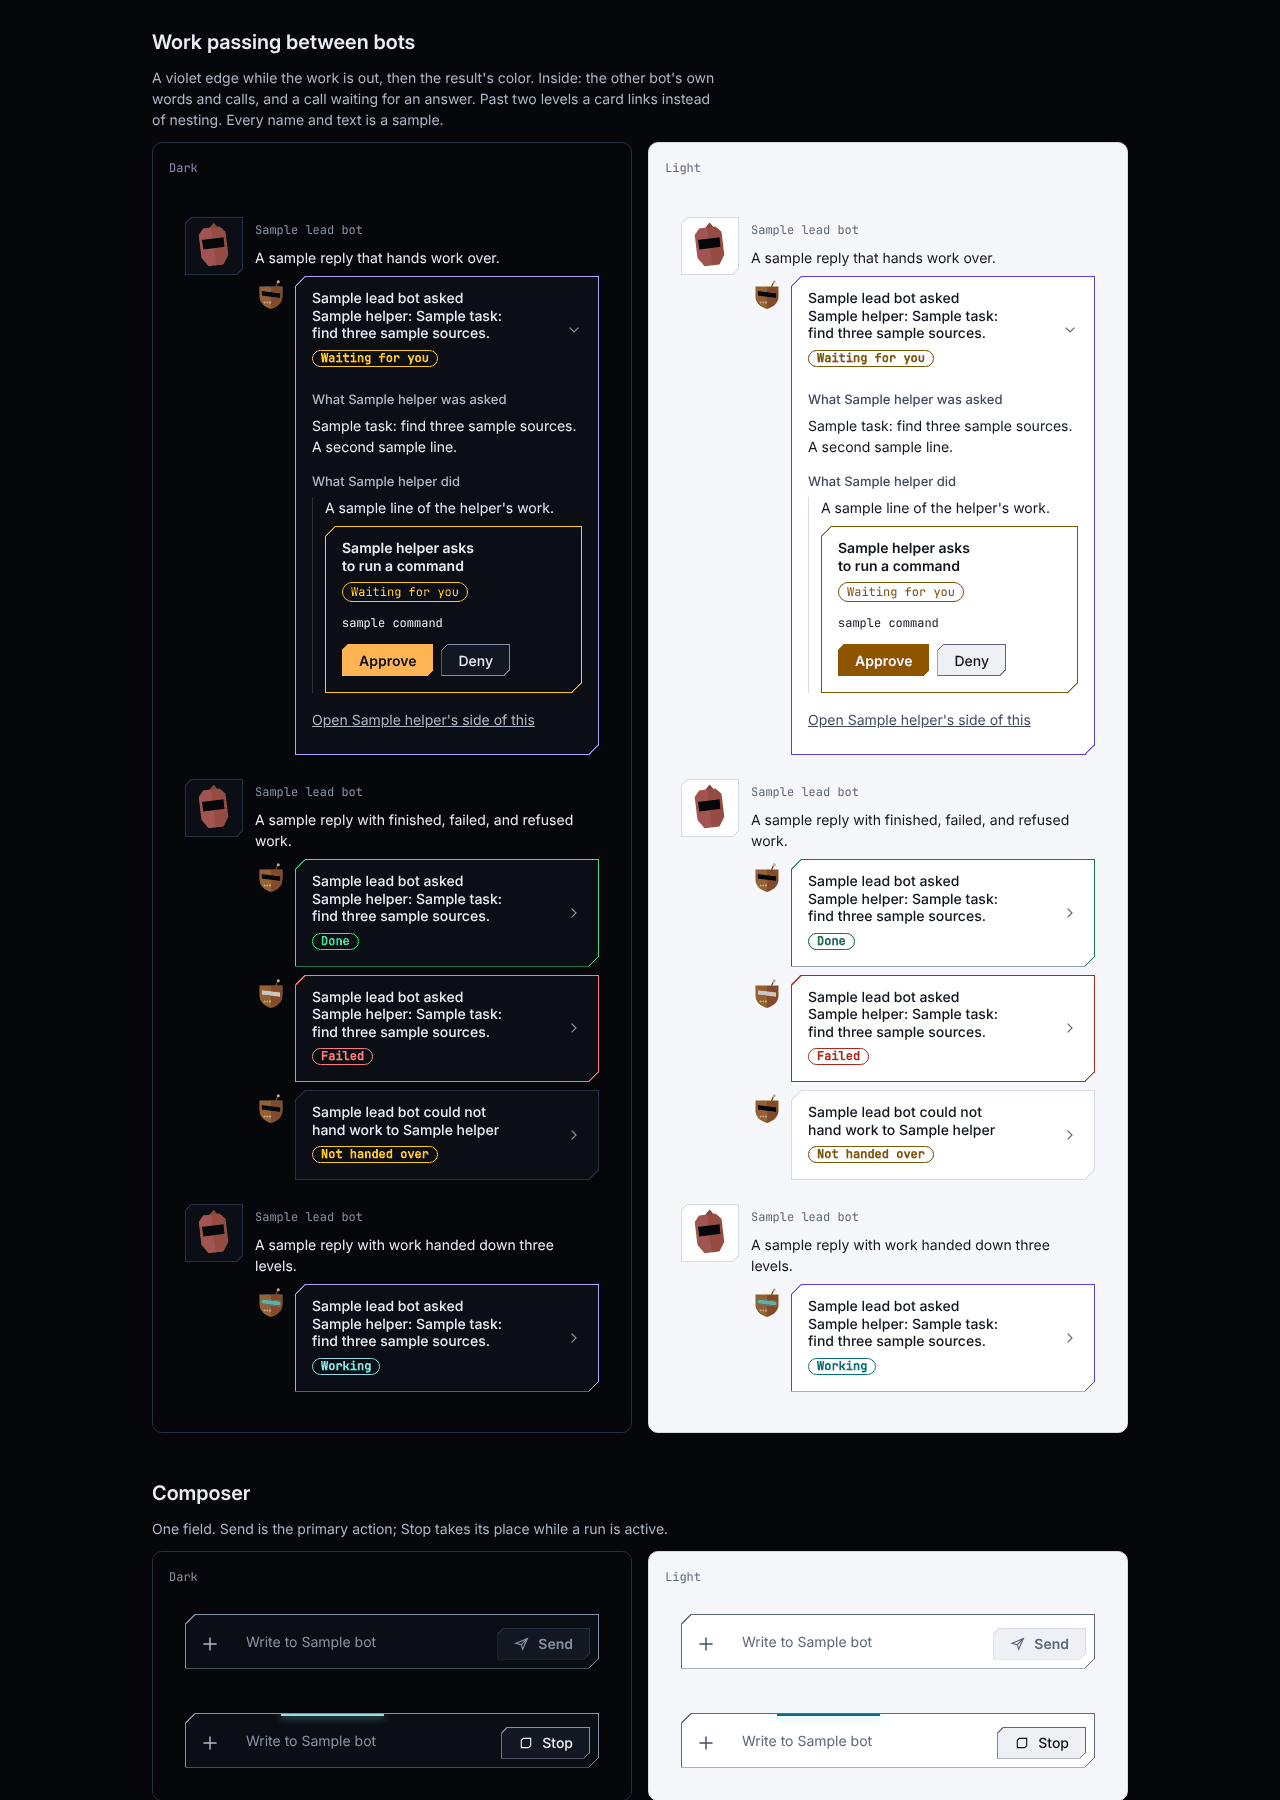 Work passing between bots
A violet edge while the work is out, then the result's color. Inside: the other bot's own
words and calls, and a call waiting for an answer. Past two levels a card links instead
of nesting. Every name and text is a sample.
Dark
Sample lead bot
A sample reply that hands work over.
Sample lead bot asked
Sample helper: Sample task:
find three sample sources.
Waiting for you
What Sample helper was asked
Sample task: find three sample sources.
A second sample line.
What Sample helper did
A sample line of the helper's work.
Sample helper asks
to run a command
Waiting for you
sample command
Approve
Deny
Open Sample helper's side of this
Sample lead bot
A sample reply with finished, failed, and refused
work.
Sample lead bot asked
Sample helper: Sample task:
find three sample sources.
Done
Sample lead bot asked
Sample helper: Sample task:
find three sample sources.
Failed
Sample lead bot could not
hand work to Sample helper
Not handed over
Sample lead bot
A sample reply with work handed down three
levels.
Sample lead bot asked
Sample helper: Sample task:
find three sample sources.
Working
Light
Sample lead bot
A sample reply that hands work over.
Sample lead bot asked
Sample helper: Sample task:
find three sample sources.
Waiting for you
What Sample helper was asked
Sample task: find three sample sources.
A second sample line.
What Sample helper did
A sample line of the helper's work.
Sample helper asks
to run a command
Waiting for you
sample command
Approve
Deny
Open Sample helper's side of this
Sample lead bot
A sample reply with finished, failed, and refused
work.
Sample lead bot asked
Sample helper: Sample task:
find three sample sources.
Done
Sample lead bot asked
Sample helper: Sample task:
find three sample sources.
Failed
Sample lead bot could not
hand work to Sample helper
Not handed over
Sample lead bot
A sample reply with work handed down three
levels.
Sample lead bot asked
Sample helper: Sample task:
find three sample sources.
Working
Composer
One field. Send is the primary action; Stop takes its place while a run is active.
Dark
Write to Sample bot
Send
Write to Sample bot
Stop
Light
Write to Sample bot
Send
Write to Sample bot
Stop